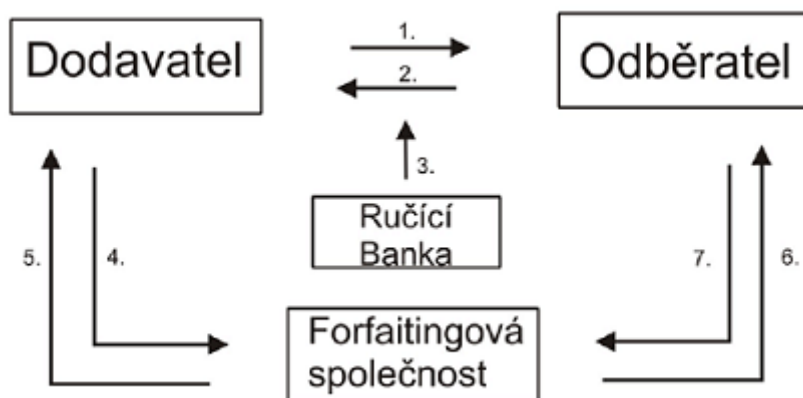 Dodavatel
1.
2.
Odběratel
3.
Ručící
Banka
5.
4.
7.
6.
Forfaitingová
společnost